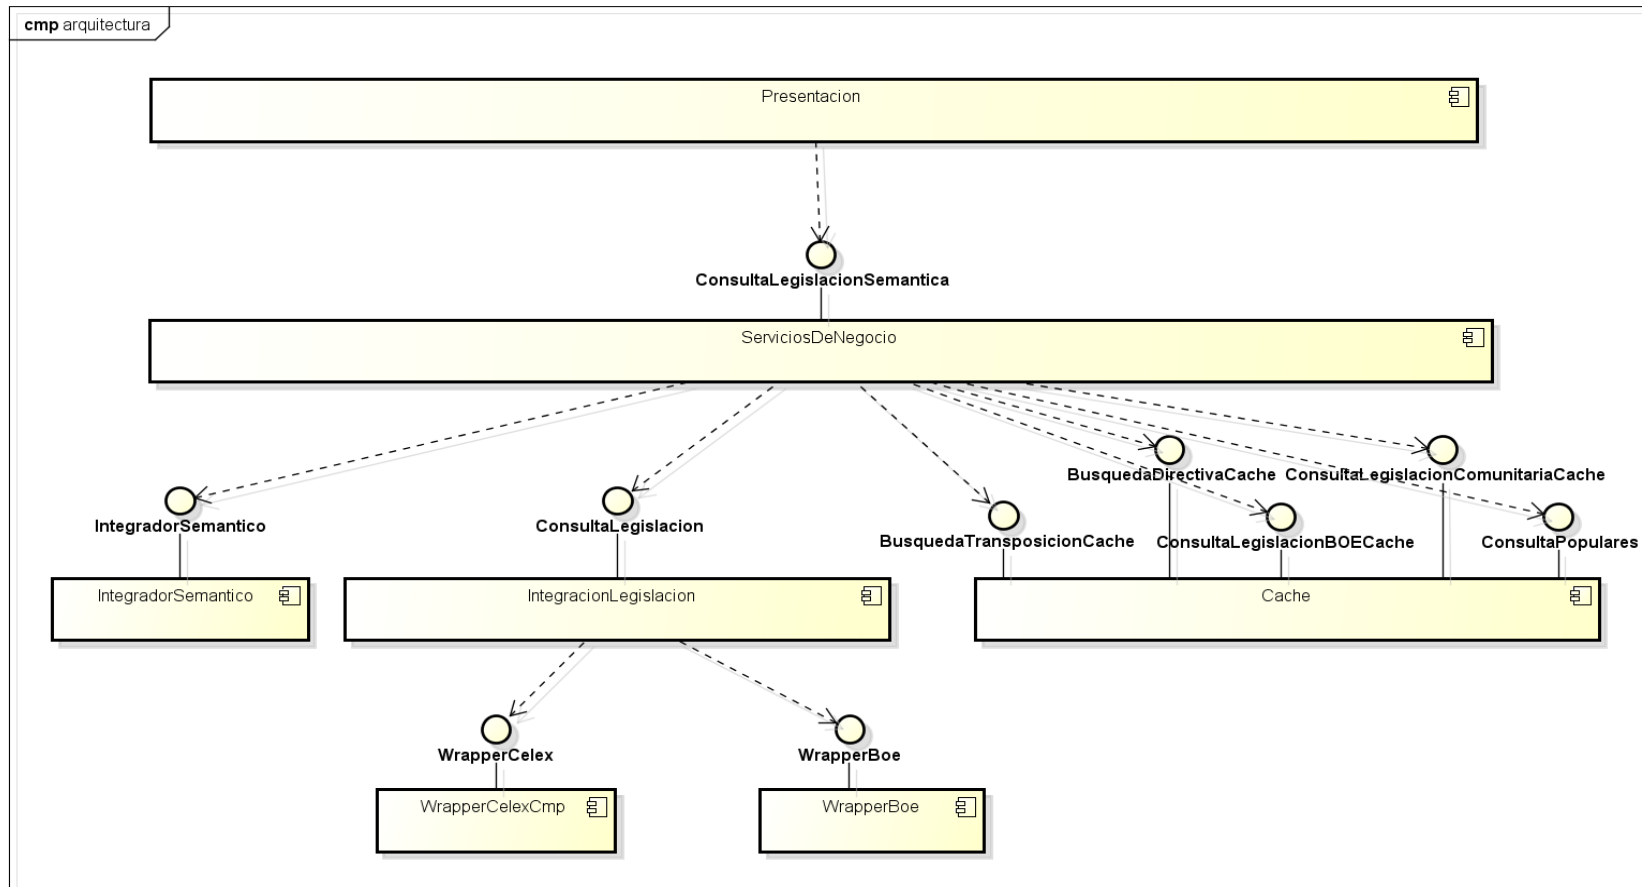 cmp arquitectura
Presentacion
ConsultaLegislacionSemantica
ServiciosDeNegocio
BusquedaDirectivaCache
ConsultaLegislacionComunitariaCache
IntegradorSemantico
ConsultaLegislacion
BusquedaTransposicionCache
ConsultaLegislacionBOECache
ConsultaPopulares
IntegradorSemantico
IntegracionLegislacion
Cache
WrapperCelex
WrapperBoe
WrapperCelexCmp
WrapperBoe